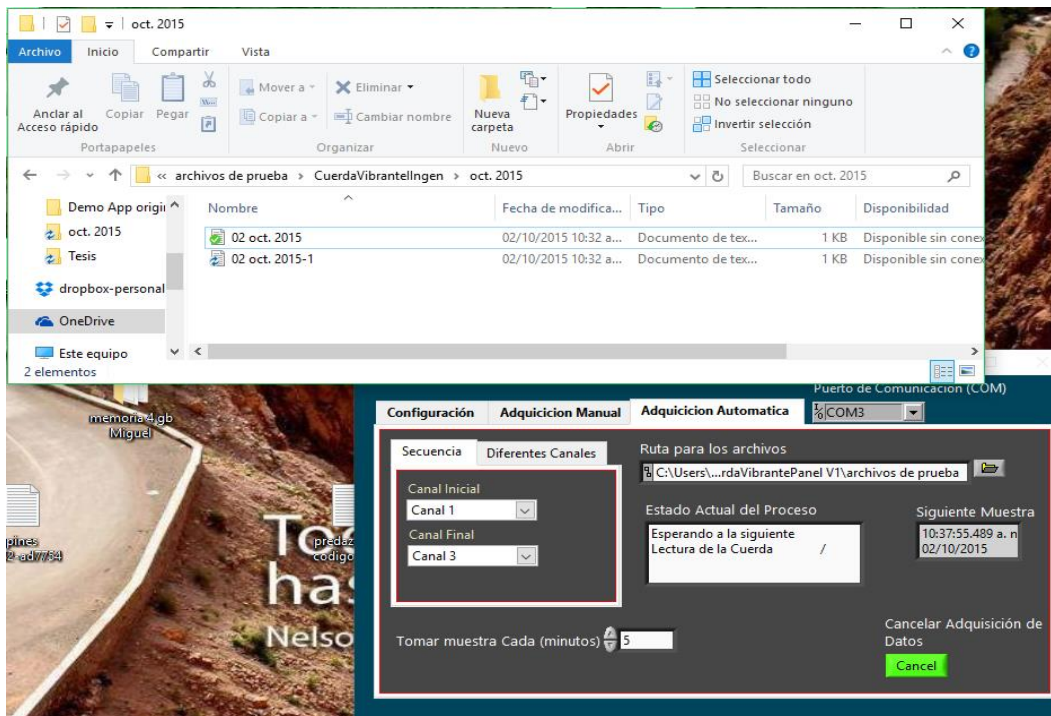 oct. 2015
Archivo Inicio Compartir Vista
Anclar al Acceso rápido
Copiar
Pegar
Portapapeles
Mover a
Copiar a
Eliminar
Cambiar nombre
Organizar
Nueva carpeta
Nuevo
Propiedades
Abrir
Seleccionar todo
No seleccionar ninguno
Invertir selección
Seleccionar
« archivos de prueba › CuerdaVibranteIIngen › oct. 2015
Buscar en oct. 2015
Demo App origi
oct. 2015
Tesis
dropbox-personal
OneDrive
Este equipo
Nombre Fecha de modifica... Tipo Tamaño Disponibilidad
02 oct. 2015 02/10/2015 10:32 a... Documento de tex... 1 KB Disponible sin conex
02 oct. 2015-1 02/10/2015 10:32 a... Documento de tex... 1 KB Disponible sin conex
2 elementos
memoria 4 gb
Miguel
pines
predaz
codigo
To
has
Nelso
Puerto de Comunicación (COM)
COM3
Configuración Adquicicion Manual Adquicicion Automatica
Secuencia Diferentes Canales
Canal Inicial
Canal 1
Canal Final
Canal 3
Ruta para los archivos
C:\Users\...rdaVibrantePanel V1\archivos de prueba
Estado Actual del Proceso
Esperando a la siguiente
Lectura de la Cuerda /
Siguiente Muestra
10:37:55.489 a. n
02/10/2015
Tomar muestra Cada (minutos) 5
Cancelar Adquisición de
Datos
Cancel